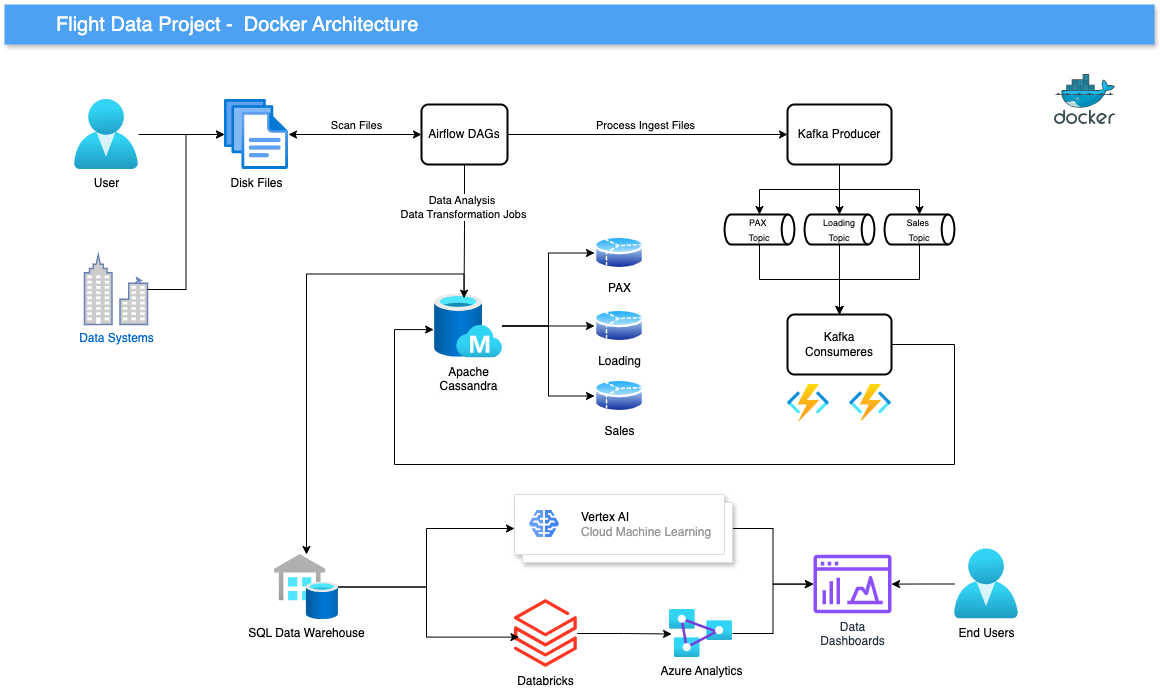 Flight Data Project -  Docker Architecture
docker
User
Disk Files
Scan Files
Airflow DAGs
Process Ingest Files
Kafka Producer
Data Analysis
Data Transformation Jobs
PAX
Topic
Loading
Topic
Sales
Topic
Data Systems
PAX
Loading
Sales
M
Apache
Cassandra
Kafka
Consumeres
Vertex AI
Cloud Machine Learning
SQL Data Warehouse
Databricks
Azure Analytics
Data
Dashboards
End Users